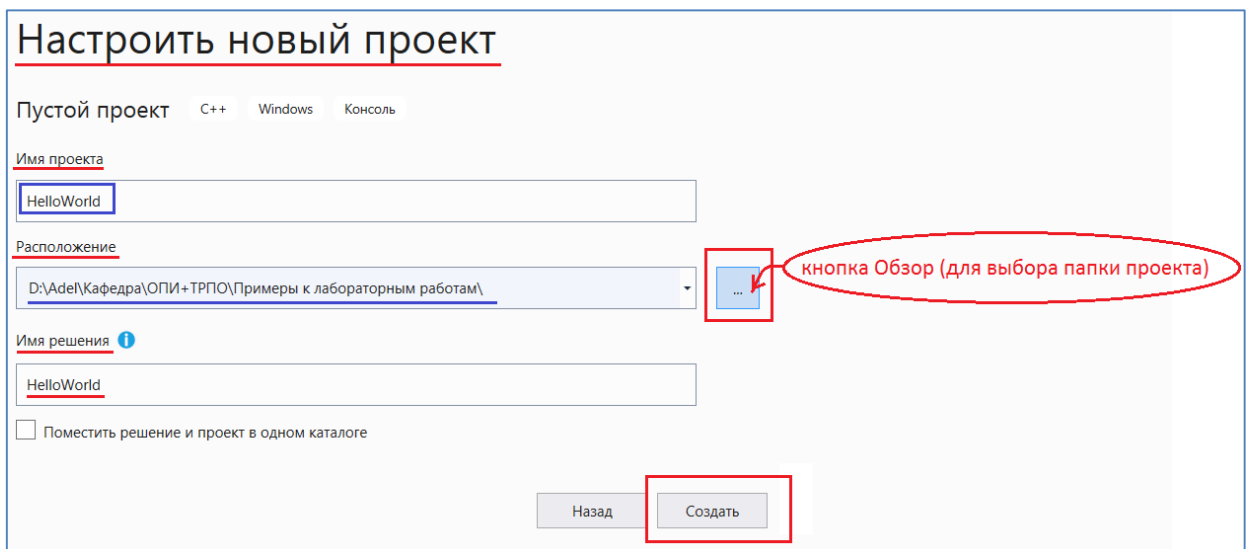 Настроить новый проект
Пустой проект C++ Windows Консоль
Имя проекта
HelloWorld
Расположение
D:\Adel\Кафедра\ОПИ+ТРПО\Примеры к лабораторным работам\
...
кнопка Обзор (для выбора папки проекта)
Имя решения
HelloWorld
Поместить решение и проект в одном каталоге
Назад Создать